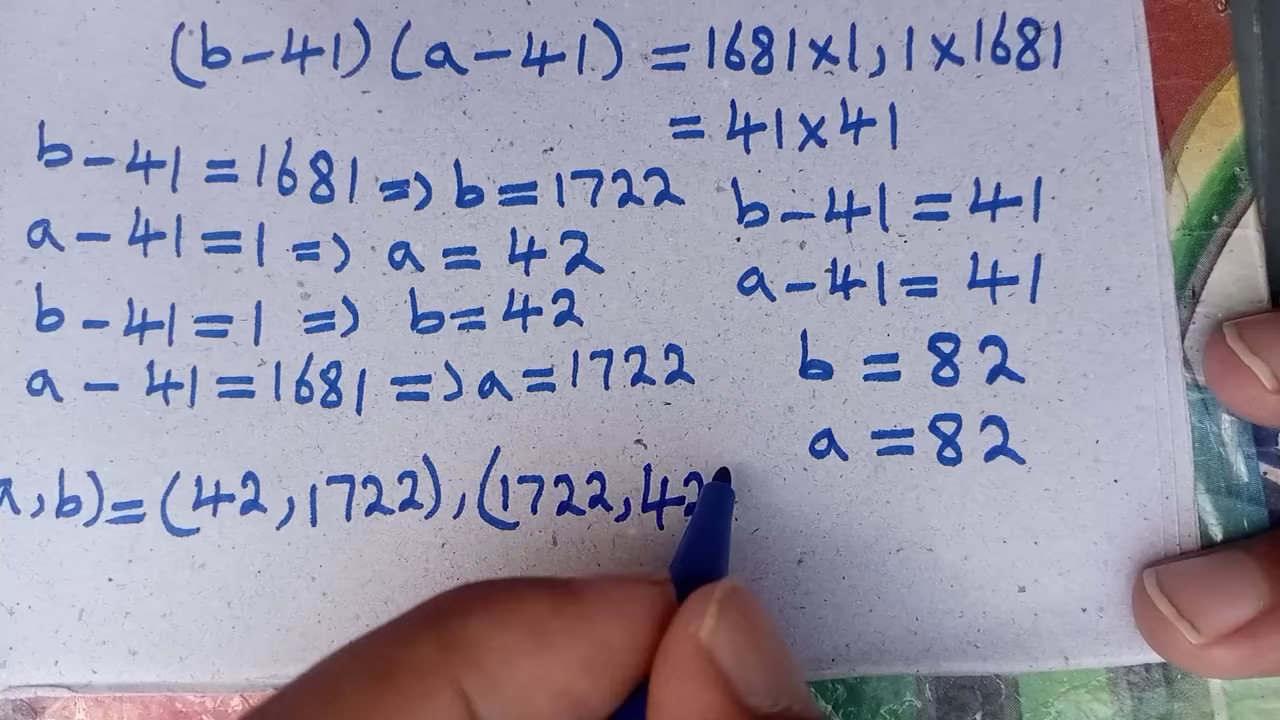 (b-41)(a-41) = 1681×1, 1×1681
= 41×41
b-41 = 1681 => b = 1722
a-41 = 1 => a = 42
b-41 = 1 => b = 42
a-41 = 1681 => a = 1722
b-41 = 41
a-41 = 41
b = 82
a = 82
a,b) = (42,1722), (1722,42